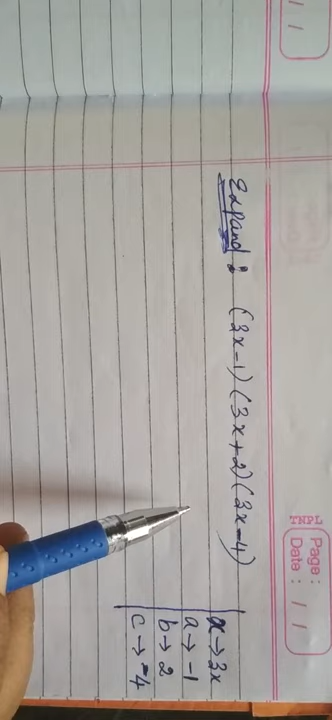 TNPL
Page:
Date: / /
Expand: (3x-1)(3x+2)(3x-4)
x→3x
a→-1
b→2
c→-4